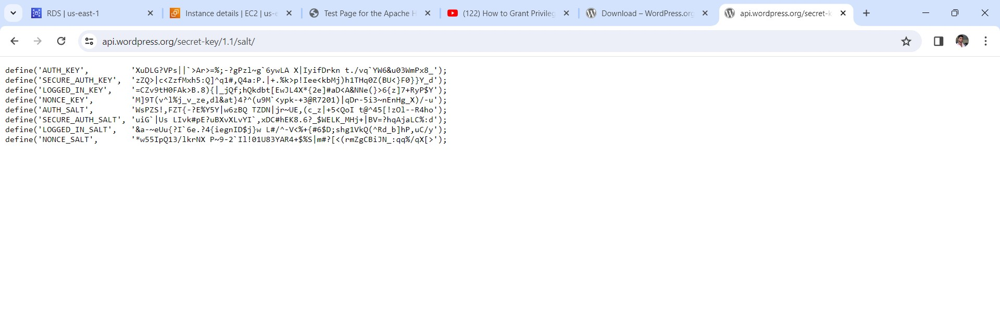 RDS | us-east-1
Instance details | EC2 | us-e
Test Page for the Apache H
(122) How to Grant Privileg
Download – WordPress.org
api.wordpress.org/secret-k
api.wordpress.org/secret-key/1.1/salt/
define('AUTH_KEY',         'XuDLG?VPs||`>Ar>=%;-?gPzl~g`6ywLA X|IyifDrkn t./vq`YW6&u03WmPx8_');
define('SECURE_AUTH_KEY',  'zZQ>|c<ZzfMxh5:Q]^q1#,Q4a:P.|+.%k>p!Iee<kbMj)h1THq0Z(BU<}F0}}Y_d');
define('LOGGED_IN_KEY',    '=CZv9tH0FAk>B.8){|_jQf;hQkdbt[EwJL4X*{2e]#aD<A&NNe(}>6{z]7+RyP$Y');
define('NONCE_KEY',        'M]9T(v^l%j_v_ze,dl&at}4?^(u9M`<ypk-+3@R7201)|qDr-5i3~nEnHg_X)/-u');
define('AUTH_SALT',        'WsPZS!,FZT{-?E%Y5Y|w6zBQ TZDN|jr~UE,(c_z|+5<QoI t@^45[!zOl--R4ho');
define('SECURE_AUTH_SALT', 'uiG`|Us LIvk#pE?uBXvXLvYI`,xDC#hEK8.6?_$WELK_MHj+|BV=?hqAjaLC%:d');
define('LOGGED_IN_SALT',   '&a-~eUu{?I`6e.?4{iegnID$j}w L#/^-V<%+{#6$D;shg1VkQ(^Rd_b]hP,uC/y');
define('NONCE_SALT',       '*w55IpQ13/lkrNX P~9-2`Il!01U83YAR4+$%S|m#?[<(rmZgCBiJN_:qq%/qX[>');